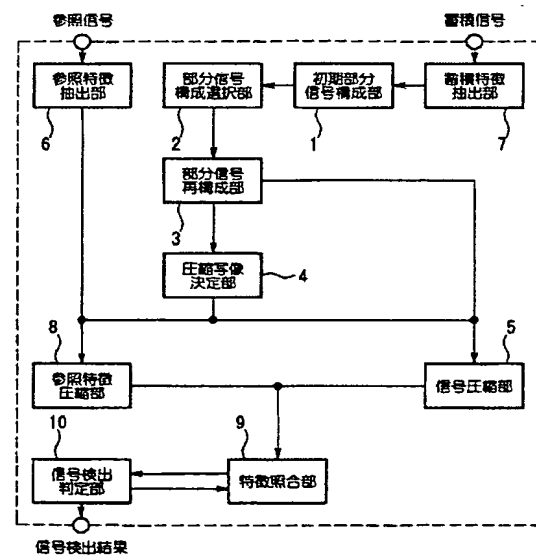 参照信号
蓄積信号
参照特徴
抽出部
6
部分信号
構成選択部
2
初期部分
信号構成部
1
蓄積特徴
抽出部
7
部分信号
再構成部
3
圧縮写像
決定部
4
8
参照特徴
圧縮部
5
信号圧縮部
10
信号検出
判定部
9
特徴照合部
信号検出結果